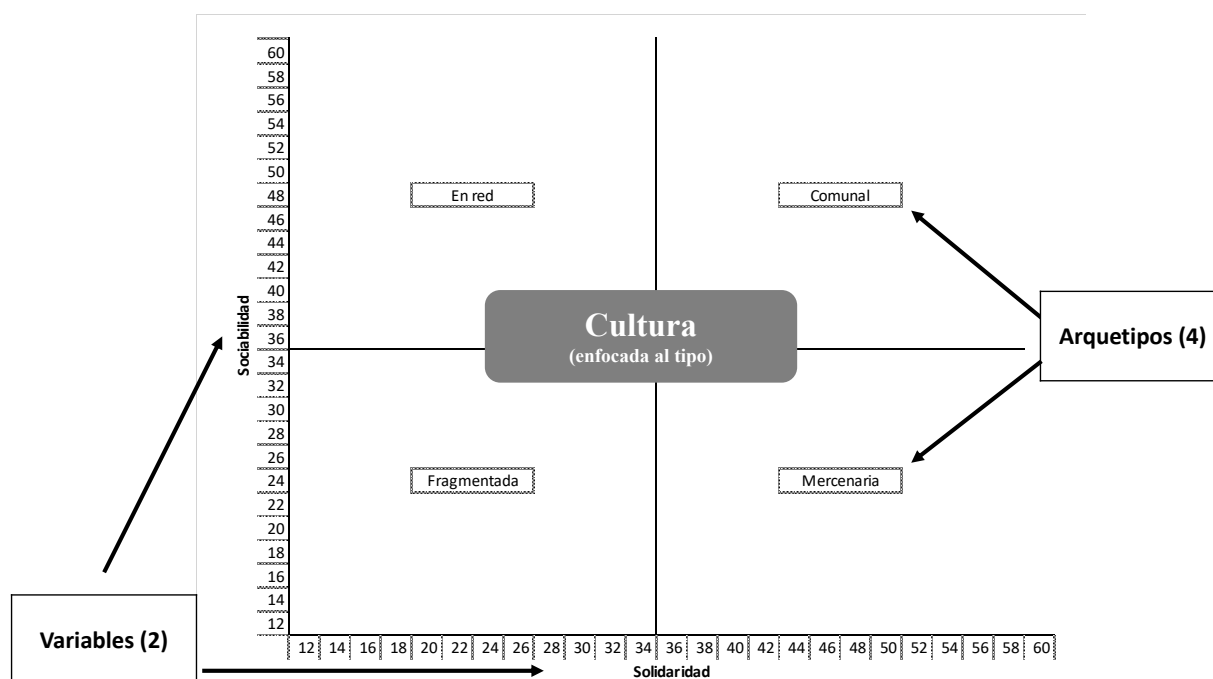 60
58
56
54
52
50
48
46
44
42
40
38
36
34
32
30
28
26
24
22
20
18
16
14
12
Sociabilidad
En red
Comunal
Cultura
(enfocada al tipo)
Arquetipos (4)
Fragmentada
Mercenaria
Variables (2)
12 14 16 18 20 22 24 26 28 30 32 34 36 38 40 42 44 46 48 50 52 54 56 58 60
Solidaridad